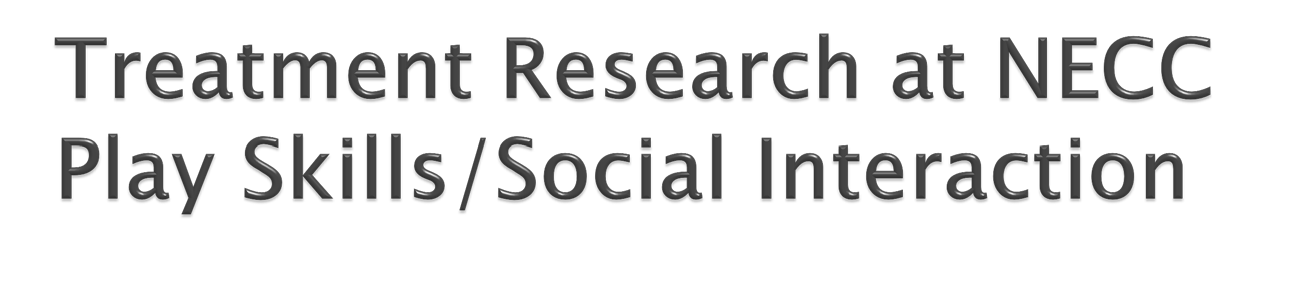 Treatment Research at NECC
Play Skills/Social Interaction